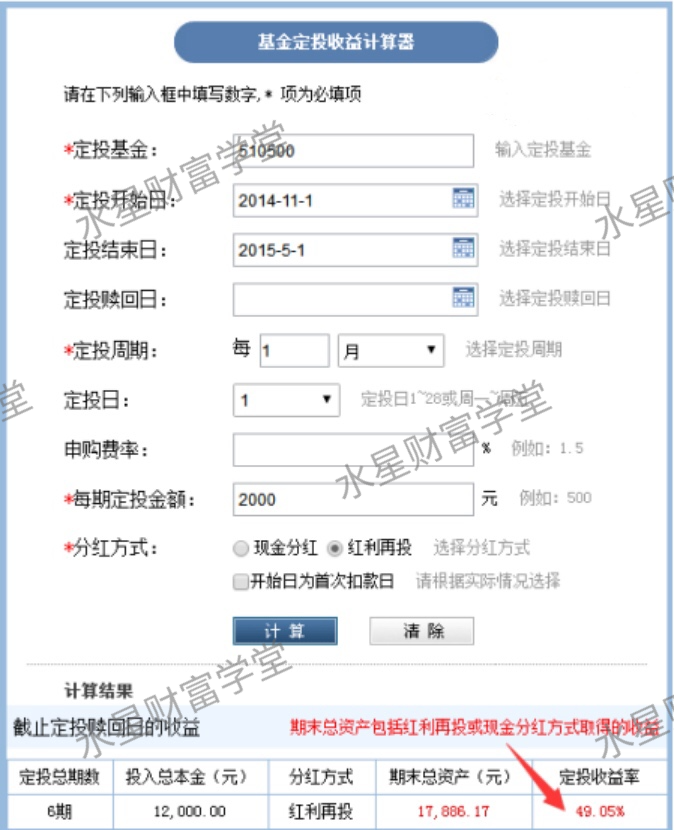 基金定投收益计算器
请在下列输入框中填写数字,* 项为必填项
*定投基金: 510500 输入定投基金
*定投开始日: 2014-11-1 选择定投开始日
定投结束日: 2015-5-1 选择定投结束日
定投赎回日: 选择定投赎回日
*定投周期: 每 1 月 选择定投周期
定投日: 1 定投日1~28或周一~周五
申购费率: % 例如: 1.5
*每期定投金额: 2000 元 例如: 500
*分红方式: 现金分红 红利再投 选择分红方式
开始日为首次扣款日 请根据实际情况选择
计算 清除
计算结果
截止定投赎回日的收益 期末总资产包括红利再投或现金分红方式取得的收益
定投总期数 投入总本金（元） 分红方式 期末总资产（元） 定投收益率
6期 12,000.00 红利再投 17,886.17 49.05%
水星财富学堂
水星
堂
水星财富学堂
水星财富学堂
水星